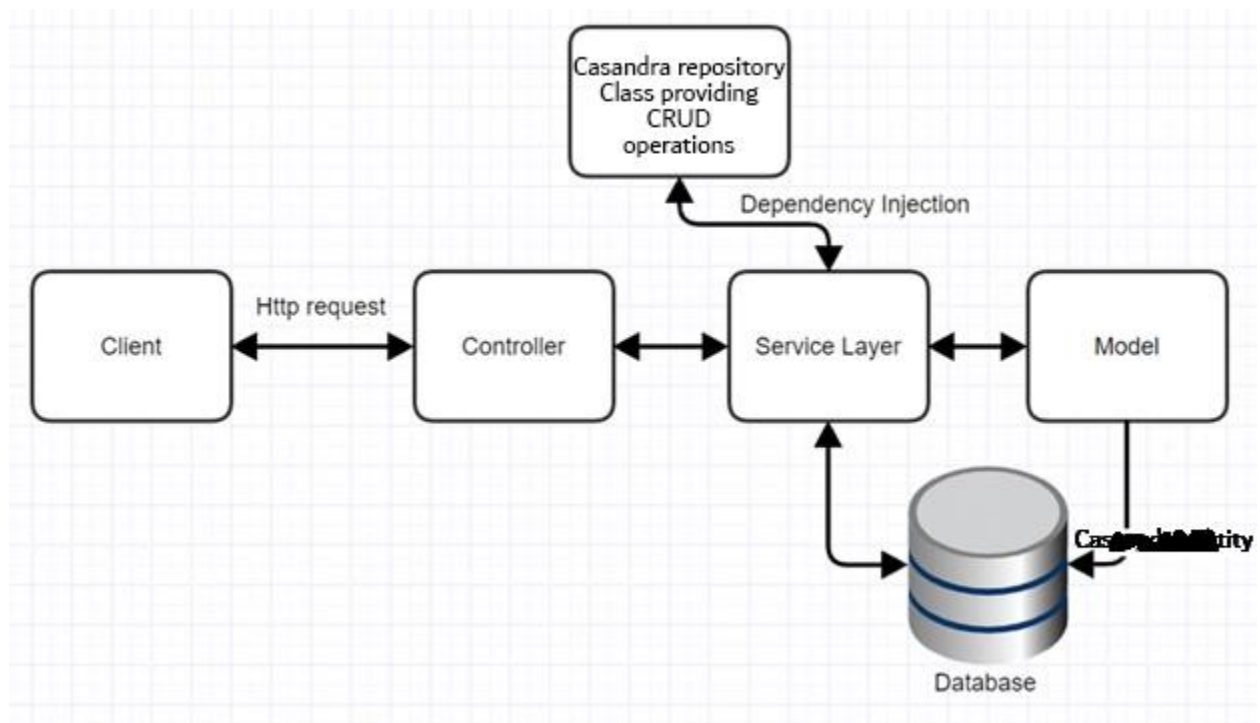 Casandra repository
Class providing
CRUD
operations
Dependency Injection
Http request
Client
Controller
Service Layer
Model
Database